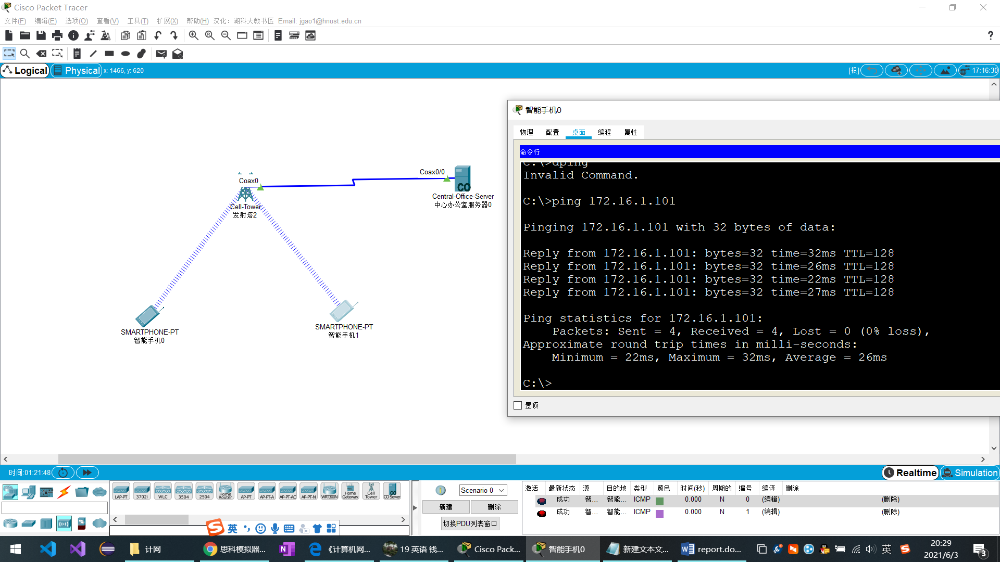 Cisco Packet Tracer
文件(F) 编辑(E) 选项(O) 查看(V) 工具(T) 扩展(X) 帮助(H) 汉化：湖科大教书匠 Email: jgao1@hnust.edu.cn
?
Logical Physical x: 1466, y: 620 [根] 17:16:30
智能手机0
物理 配置 桌面 编程 属性
命令行
C:\>dping
Invalid Command.
C:\>ping 172.16.1.101
Pinging 172.16.1.101 with 32 bytes of data:
Reply from 172.16.1.101: bytes=32 time=32ms TTL=128
Reply from 172.16.1.101: bytes=32 time=26ms TTL=128
Reply from 172.16.1.101: bytes=32 time=22ms TTL=128
Reply from 172.16.1.101: bytes=32 time=27ms TTL=128
Ping statistics for 172.16.1.101:
Packets: Sent = 4, Received = 4, Lost = 0 (0% loss),
Approximate round trip times in milli-seconds:
Minimum = 22ms, Maximum = 32ms, Average = 26ms
C:\>
置顶
Coax0/0
CO
Central-Office-Server
中心办公室服务器0
Coax0
Cell-Tower
发射塔2
SMARTPHONE-PT
智能手机0
SMARTPHONE-PT
智能手机1
时间:01:21:48 Realtime Simulation
LAP-PT 3702i WLC 3504 2504 Home Router AP-PT AP-PT-A AP-PT-AC AP-PT-N WRT300N Home Gateway Cell Tower CO Server
Scenario 0
新建 删除
切换PDU列表窗口
激活 最新状态 源 目的地 类型 颜色 时间(秒) 周期的 编号 编译 删除
成功 智... 智能... ICMP 0.000 N 0 (编辑) (删除)
成功 智... 智能... ICMP 0.000 N 1 (编辑) (删除)
英
计网 思科模拟器... 《计算机网... 19 英语 钱... Cisco Pack... 智能手机0 新建文本文... report.do... 英
20:29
2021/6/3
3